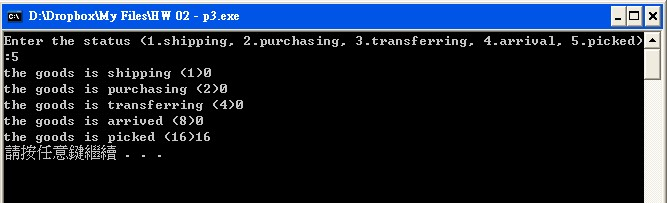 D:\Dropbox\My Files\HW 02 - p3.exe
Enter the status (1.shipping, 2.purchasing, 3.transferring, 4.arrival, 5.picked)
:5
the goods is shipping (1)0
the goods is purchasing (2)0
the goods is transferring (4)0
the goods is arrived (8)0
the goods is picked (16)16
請按任意鍵繼續 . . .